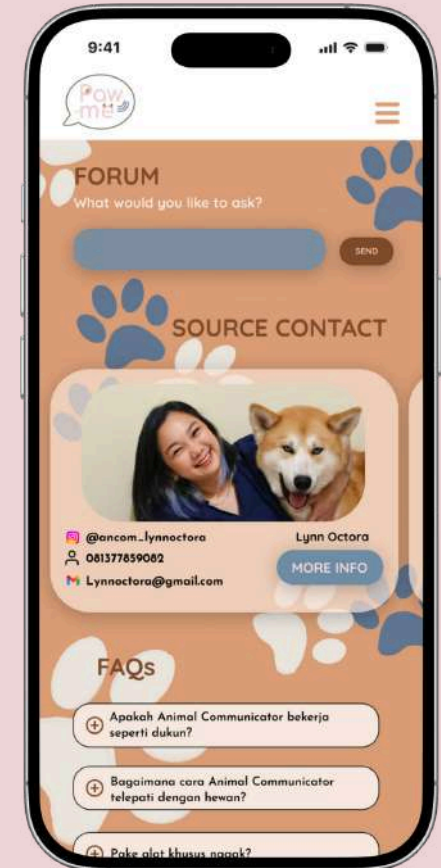 9:41
Paw
me
FORUM
What would you like to ask?
SEND
SOURCE CONTACT
@ancom_lynnoctora
Lynn Octora
081377859082
MORE INFO
Lynnoctora@gmail.com
FAQs
Apakah Animal Communicator bekerja
seperti dukun?
Bagaimana cara Animal Communicator
telepati dengan hewan?
Pake alat khusus nggak?